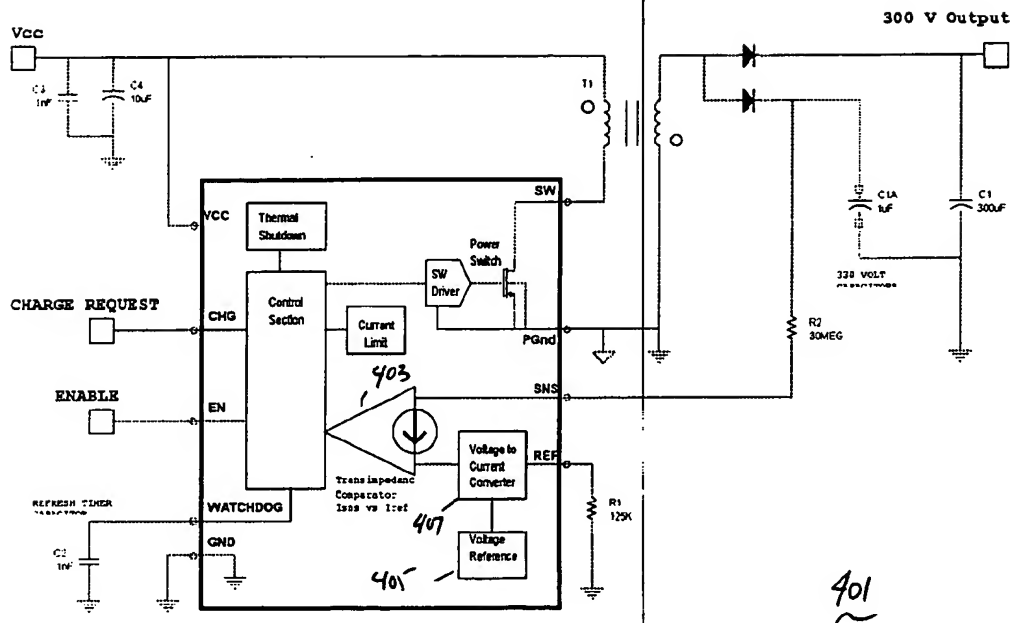 300 V Output
Vcc
C3
1nF
C4
10uF
T1
C1A
1uF
C1
300uF
330 VOLT
CAPACITORS
SW
VCC
Thermal
Shutdown
Power
Switch
SW
Driver
Control
Section
Current
Limit
CHARGE REQUEST
CHG
PGnd
R2
30MEG
403
ENABLE
EN
SNS
REF
Voltage to
Current
Converter
Transimpedanc
Comparator
Isns vs Iref
407
R1
125K
REFRESH TIMER
CAPACITOR
WATCHDOG
GND
C2
1nF
Voltage
Reference
405
401